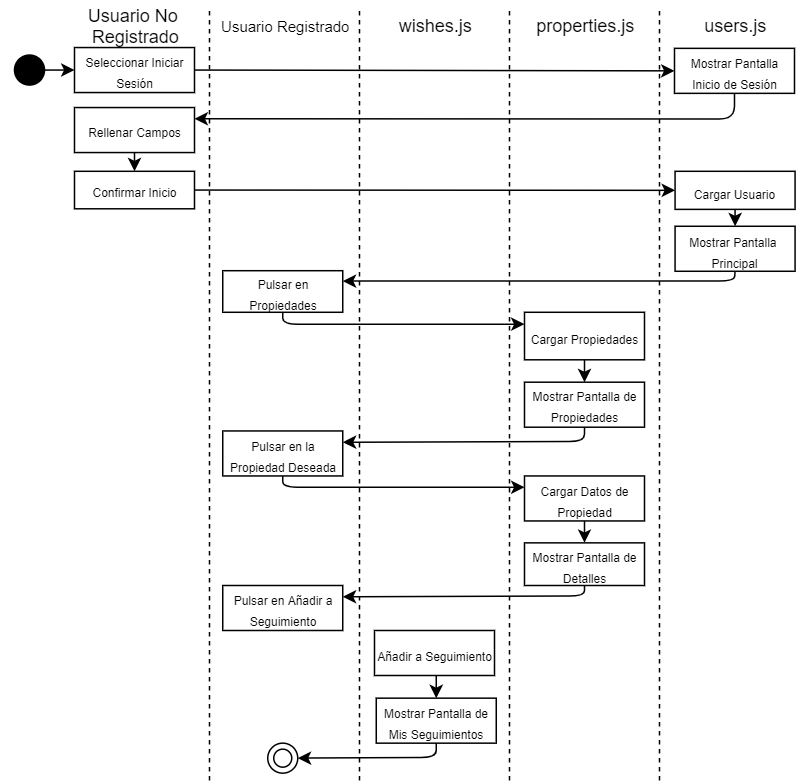 Usuario No
Registrado
Usuario Registrado
wishes.js
properties.js
users.js
Seleccionar Iniciar
Sesión
Mostrar Pantalla
Inicio de Sesión
Rellenar Campos
Confirmar Inicio
Cargar Usuario
Mostrar Pantalla
Principal
Pulsar en
Propiedades
Cargar Propiedades
Mostrar Pantalla de
Propiedades
Pulsar en la
Propiedad Deseada
Cargar Datos de
Propiedad
Mostrar Pantalla de
Detalles
Pulsar en Añadir a
Seguimiento
Añadir a Seguimiento
Mostrar Pantalla de
Mis Seguimientos